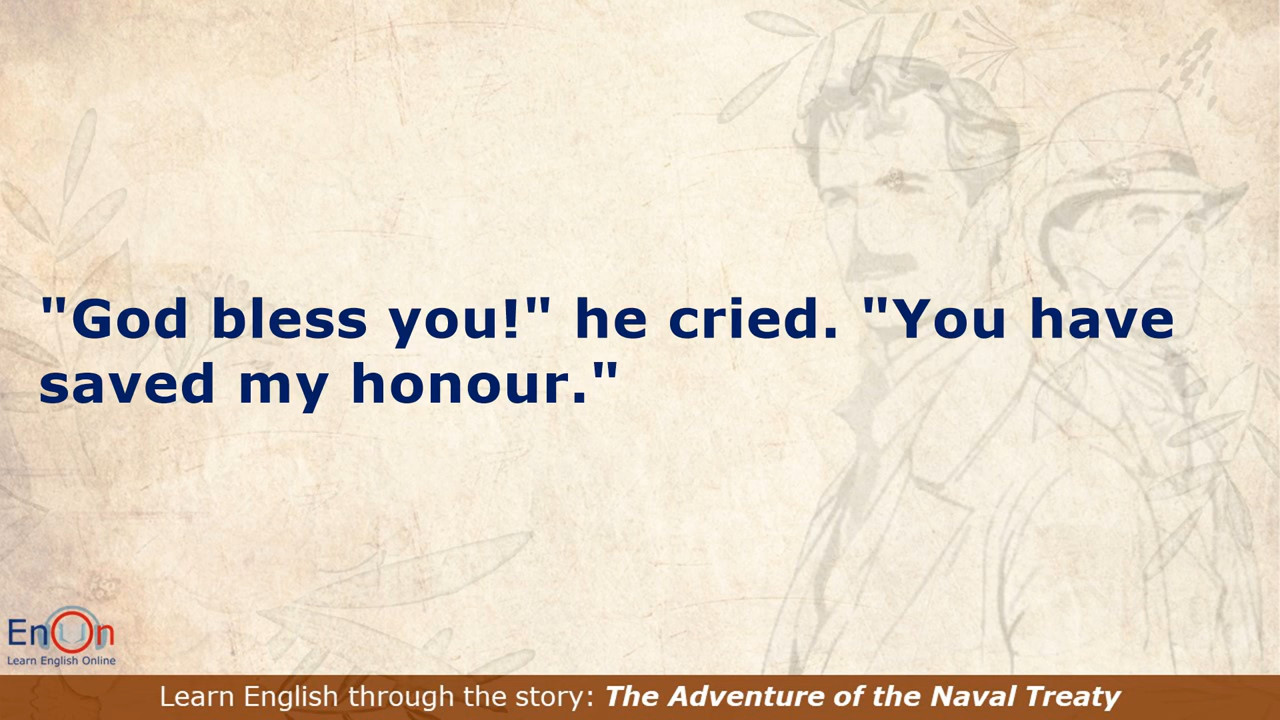 "God bless you!" he cried. "You have
saved my honour."
EnOn
Learn English Online
Learn English through the story: The Adventure of the Naval Treaty